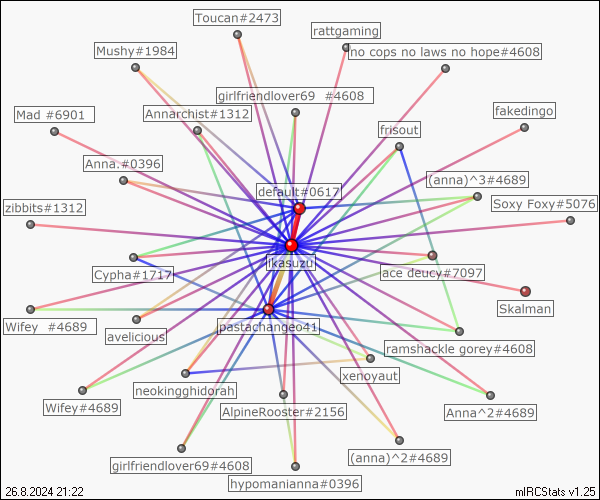 Toucan#2473
rattgaming
Mushy#1984
no cops no laws no hope#4608
girlfriendlover69 #4608
Mad #6901
Annarchist#1312
fakedingo
frisout
Anna.#0396
default#0617
(anna)^3#4689
zibbits#1312
Soxy Foxy#5076
jikasuzu
Cypha#1717
ace deucy#7097
Skalman
Wifey #4689
avelicious
pastachangeo41
ramshackle gorey#4608
neokingghidorah
xenoyaut
Wifey#4689
AlpineRooster#2156
Anna^2#4689
girlfriendlover69#4608
(anna)^2#4689
hypomanianna#0396
26.8.2024 21:22
mIRCStats v1.25